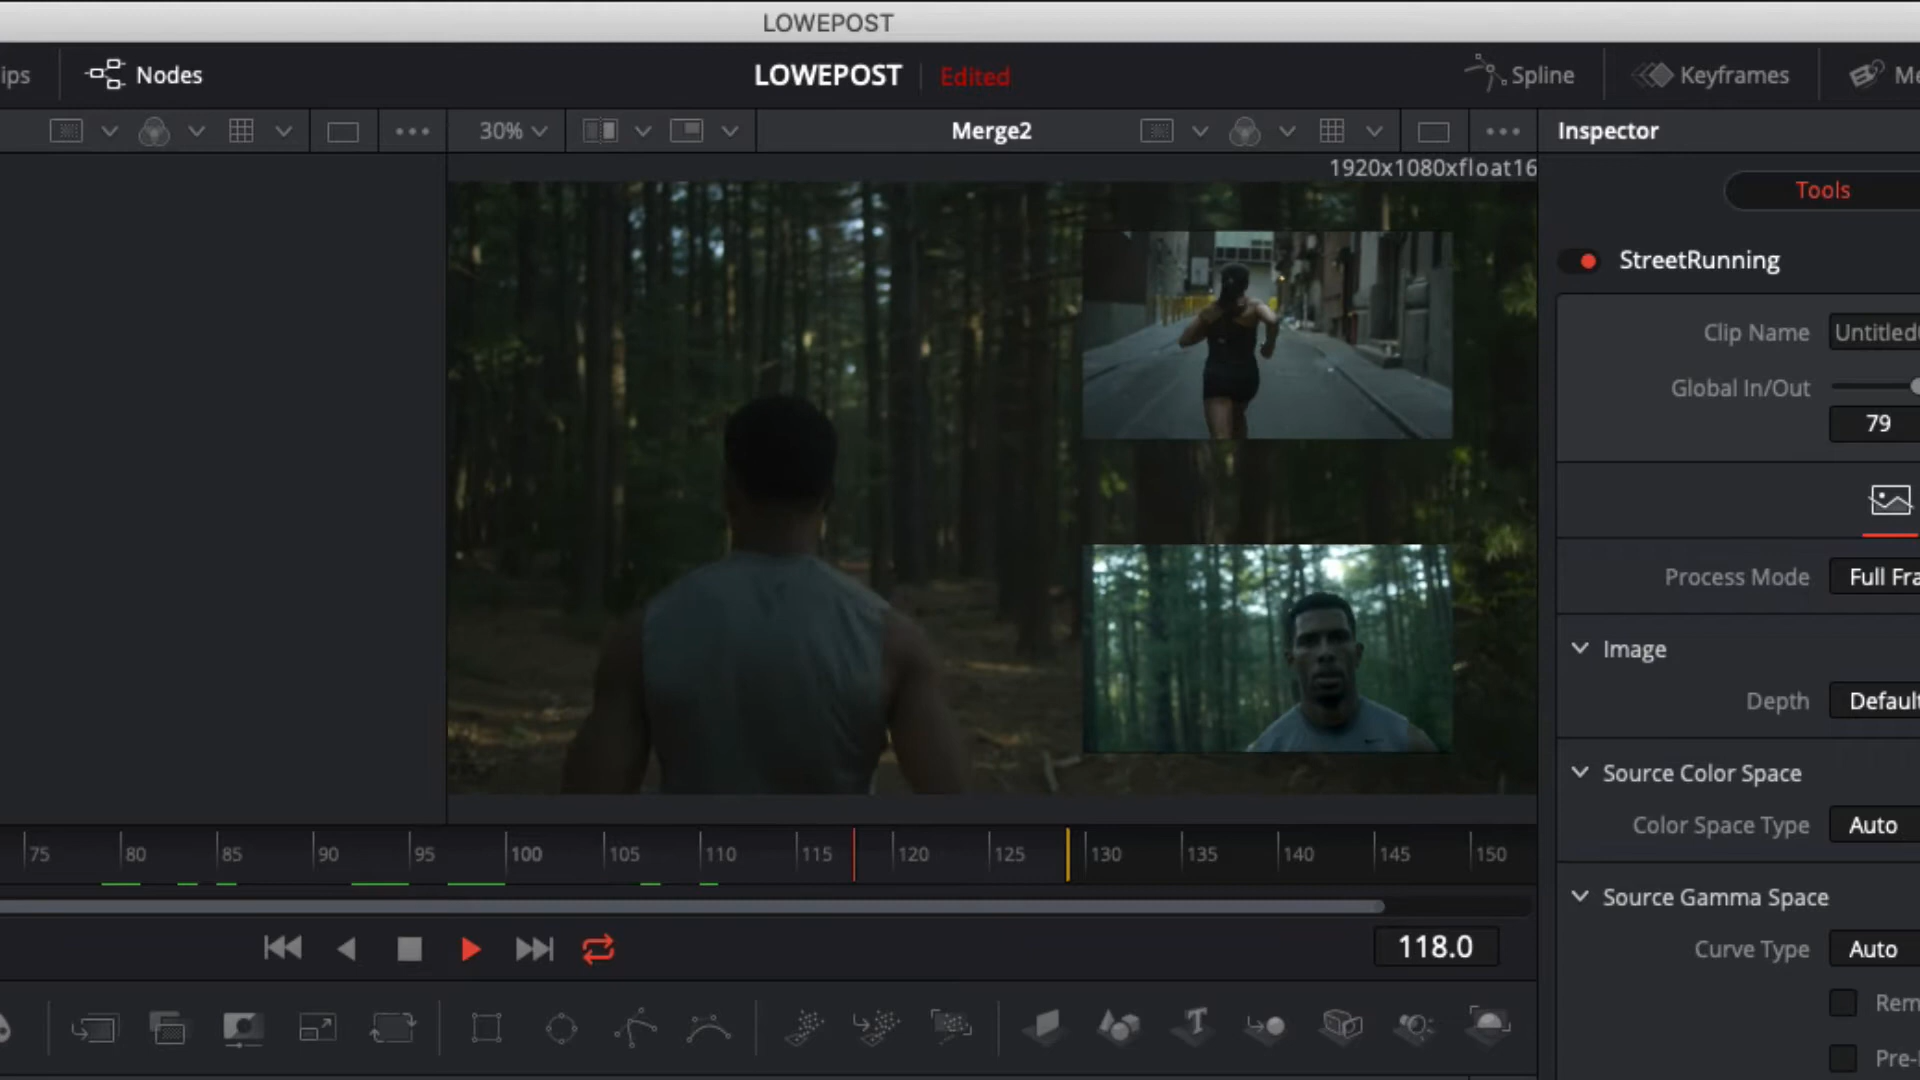 LOWEPOST
ips
Nodes
LOWEPOST
Edited
Spline
Keyframes
Me
30%
Merge2
Inspector
1920x1080xfloat16
Tools
StreetRunning
Clip Name
Untitled
Global In/Out
79
Process Mode
Full Fra
Image
Depth
Default
Source Color Space
Color Space Type
Auto
Source Gamma Space
Curve Type
Auto
Rem
Pre-
75 80 85 90 95 100 105 110 115 120 125 130 135 140 145 150
118.0
T